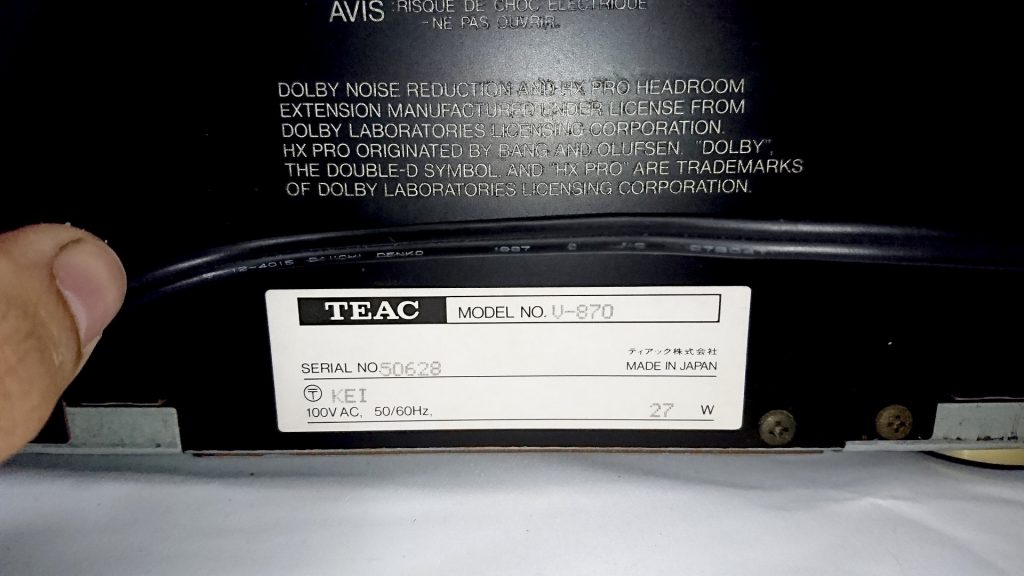 AVIS :RISQUE DE CHOC ELECTRIQUE
-NE PAS OUVRIR.
DOLBY NOISE REDUCTION AND HX PRO HEADROOM
EXTENSION MANUFACTURED UNDER LICENSE FROM
DOLBY LABORATORIES LICENSING CORPORATION.
HX PRO ORIGINATED BY BANG AND OLUFSEN. "DOLBY",
THE DOUBLE-D SYMBOL AND "HX PRO" ARE TRADEMARKS
OF DOLBY LABORATORIES LICENSING CORPORATION.
12-4015 DAIICHI DENKO 1987
TEAC MODEL NO. V-870
ティアック株式会社
SERIAL NO. 50628 MADE IN JAPAN
〒 KEI
100V AC, 50/60Hz, 27 W